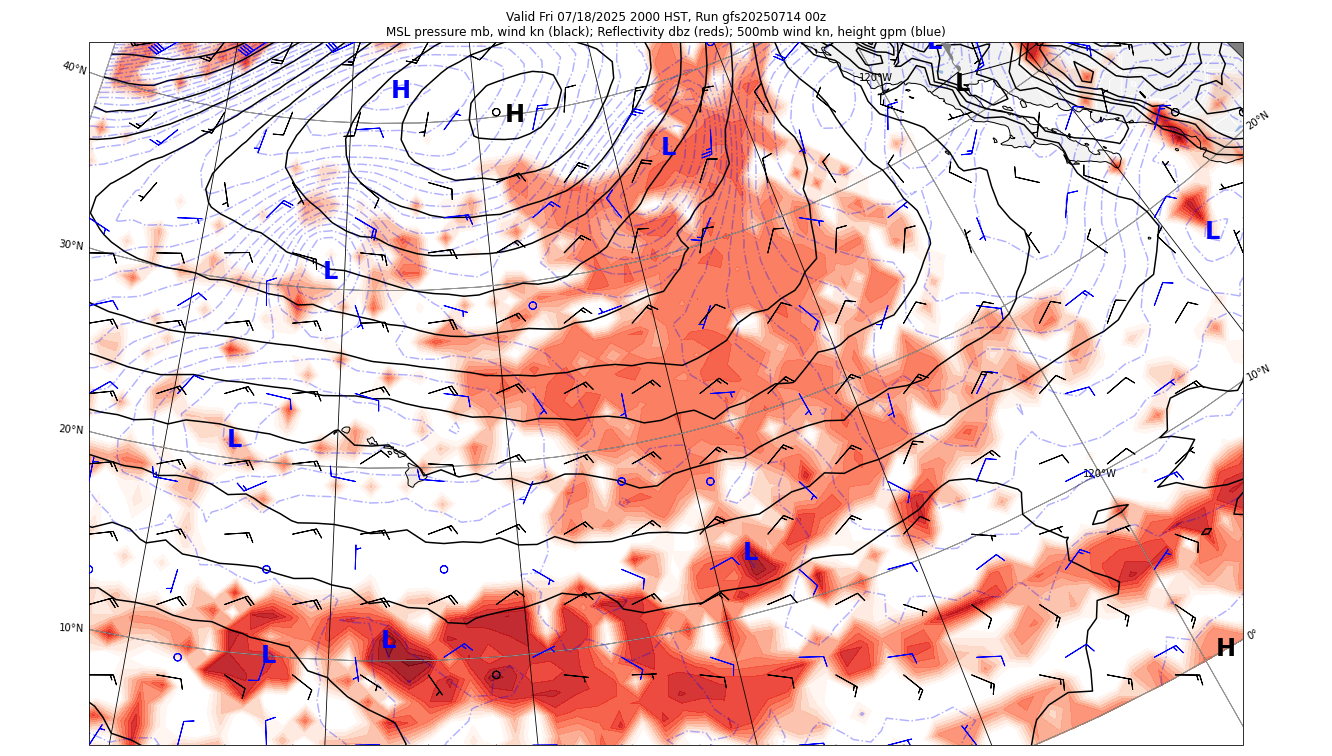 Valid Fri 07/18/2025 2000 HST, Run gfs20250714 00z
MSL pressure mb, wind kn (black); Reflectivity dbz (reds); 500mb wind kn, height gpm (blue)
L
40°N
120°W
H
L
H
20°N
L
L
30°N
L
10°N
20°N
L
120°W
L
10°N
0°
L
H
L